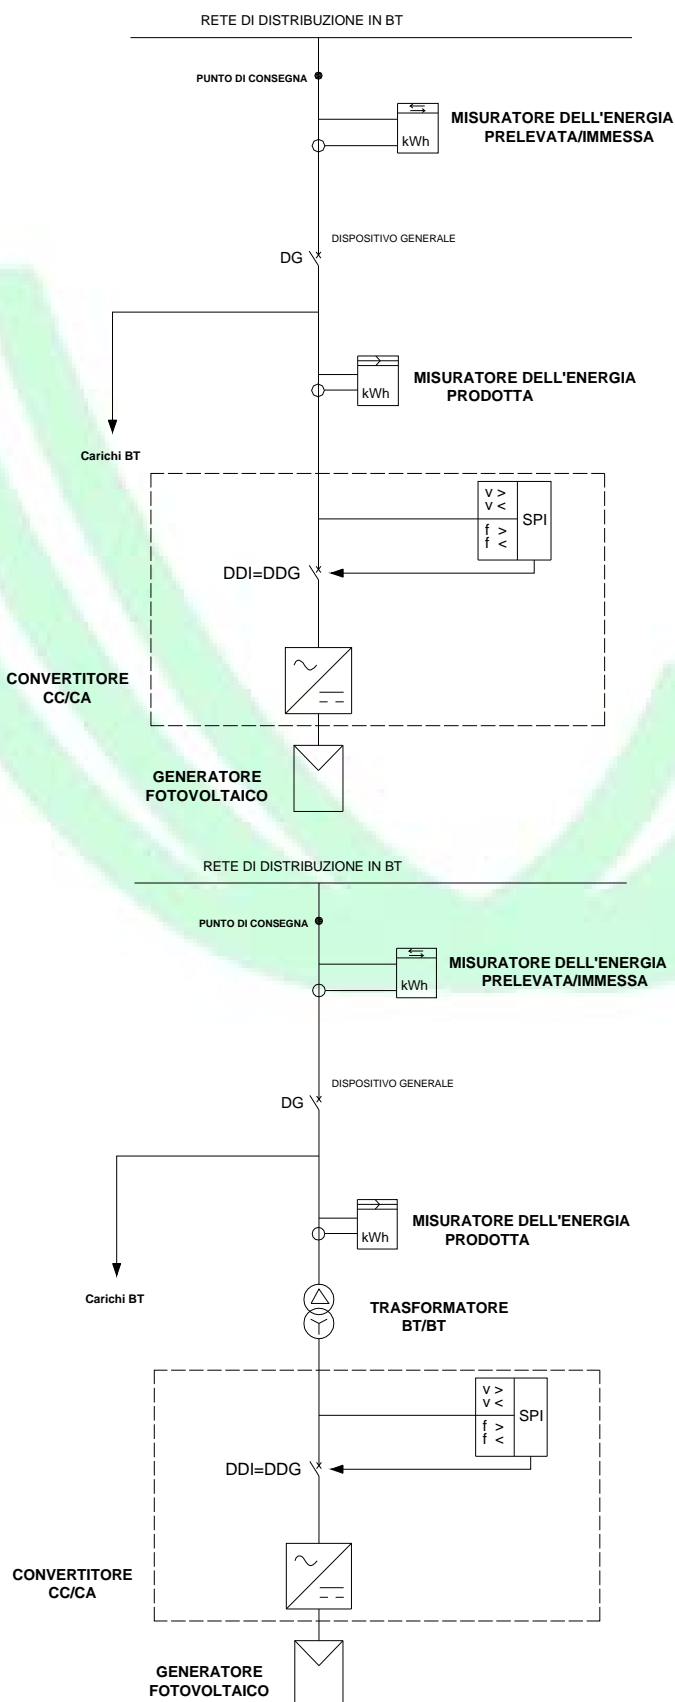 RETE DI DISTRIBUZIONE IN BT
PUNTO DI CONSEGNA
MISURATORE DELL'ENERGIA
PRELEVATA/IMMESSA
kWh
DISPOSITIVO GENERALE
DG
MISURATORE DELL'ENERGIA
PRODOTTA
kWh
Carichi BT
v >
v <
SPI
f >
f <
DDI=DDG
CONVERTITORE
CC/CA
GENERATORE
FOTOVOLTAICO
RETE DI DISTRIBUZIONE IN BT
PUNTO DI CONSEGNA
MISURATORE DELL'ENERGIA
PRELEVATA/IMMESSA
kWh
DISPOSITIVO GENERALE
DG
MISURATORE DELL'ENERGIA
PRODOTTA
kWh
Carichi BT
TRASFORMATORE
BT/BT
v >
v <
SPI
f >
f <
DDI=DDG
CONVERTITORE
CC/CA
GENERATORE
FOTOVOLTAICO